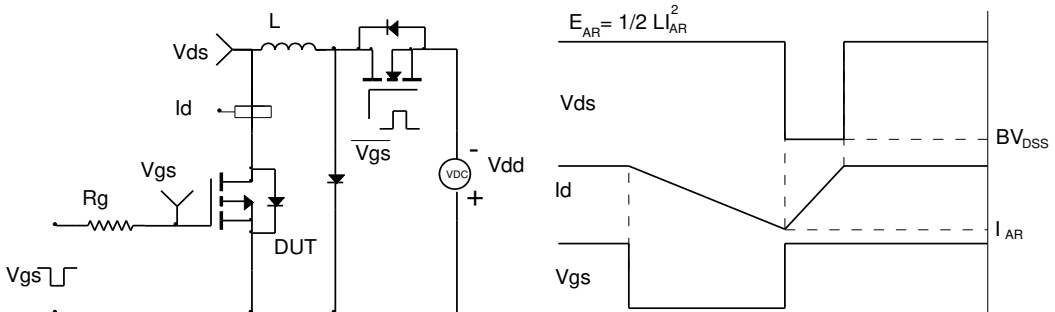 L
Vds
Id
Vgs
Rg
Vgs
DUT
Vgs
VDC
-
+
Vdd
E_AR = 1/2 LI_AR^2
Vds
BV_DSS
Id
I_AR
Vgs